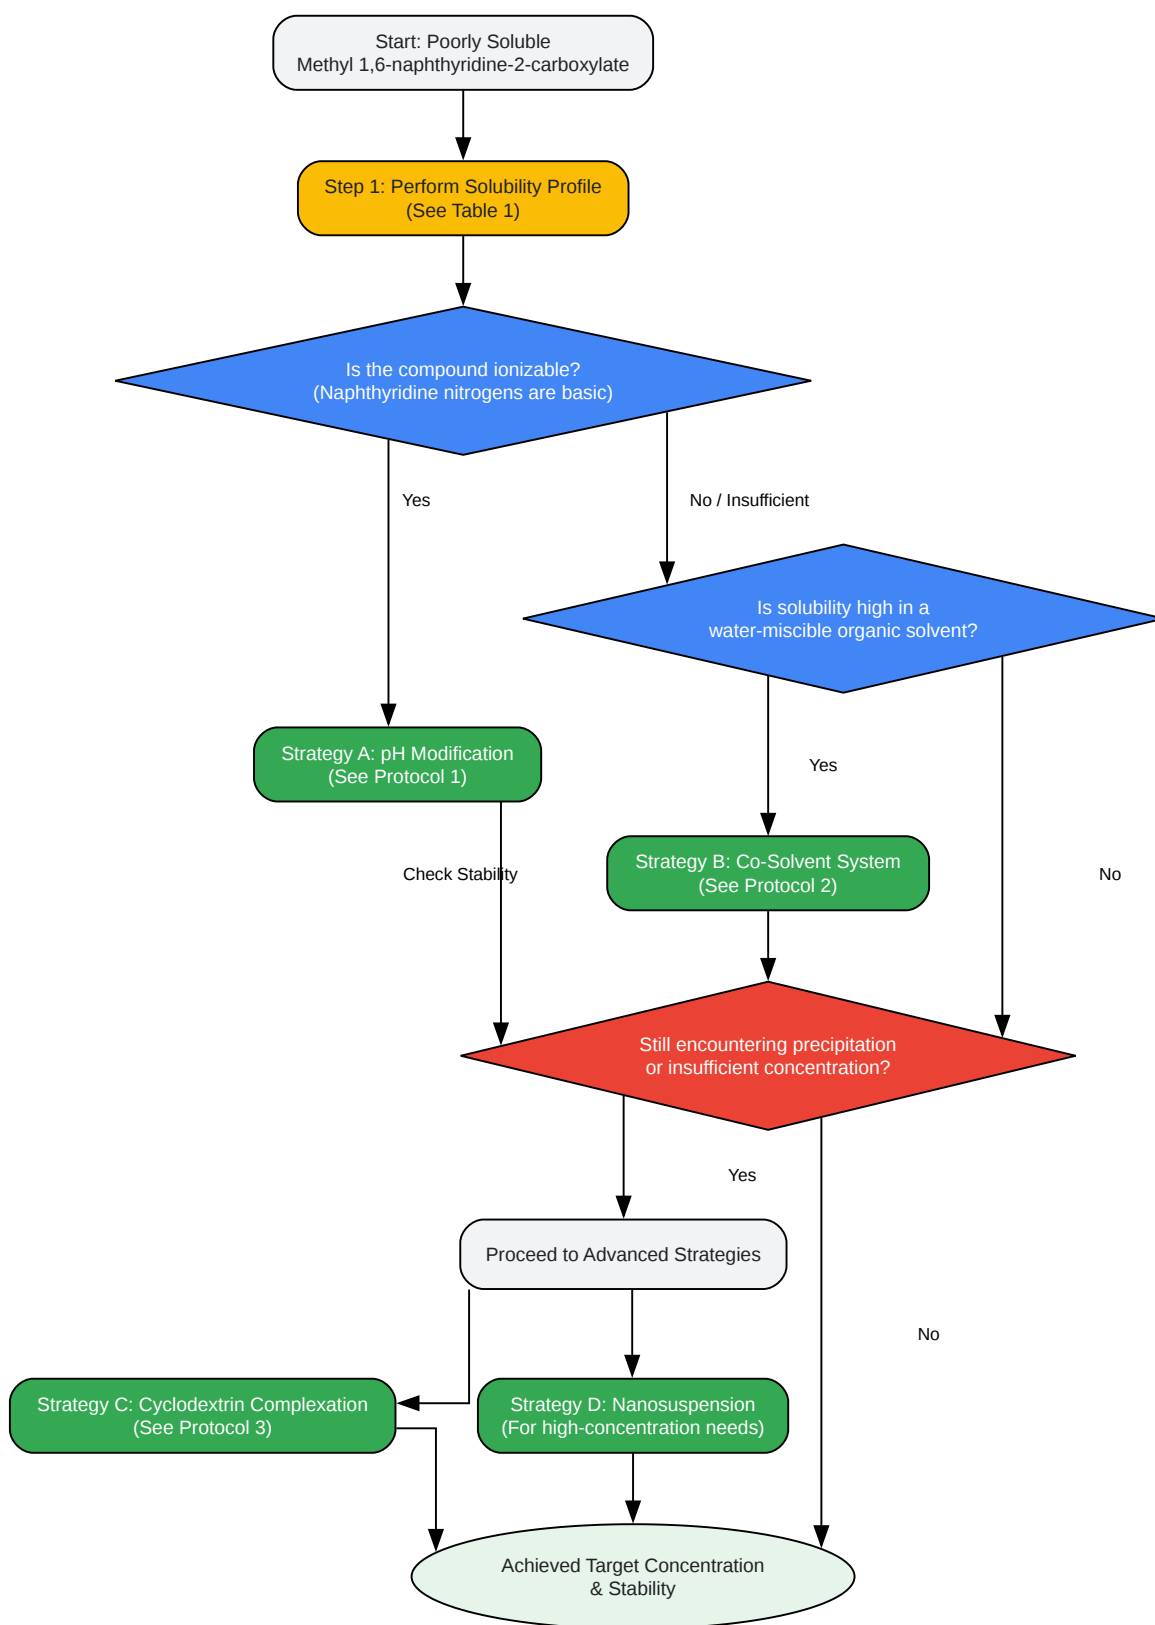 Start: Poorly Soluble
Methyl 1,6-naphthyridine-2-carboxylate
Step 1: Perform Solubility Profile
(See Table 1)
Is the compound ionizable?
(Naphthyridine nitrogens are basic)
Yes
No / Insufficient
Is solubility high in a
water-miscible organic solvent?
Strategy A: pH Modification
(See Protocol 1)
Yes
Check Stability
Strategy B: Co-Solvent System
(See Protocol 2)
No
Still encountering precipitation
or insufficient concentration?
Yes
Proceed to Advanced Strategies
No
Strategy C: Cyclodextrin Complexation
(See Protocol 3)
Strategy D: Nanosuspension
(For high-concentration needs)
Achieved Target Concentration
& Stability